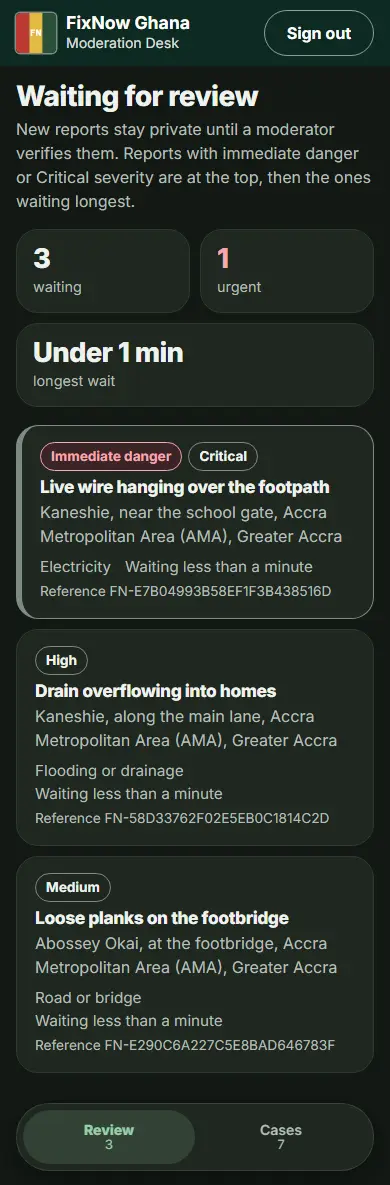 FN
FixNow Ghana
Moderation Desk
Sign out
Waiting for review
New reports stay private until a moderator
verifies them. Reports with immediate danger
or Critical severity are at the top, then the ones
waiting longest.
3
waiting
1
urgent
Under 1 min
longest wait
Immediate danger
Critical
Live wire hanging over the footpath
Kaneshie, near the school gate, Accra
Metropolitan Area (AMA), Greater Accra
Electricity Waiting less than a minute
Reference FN-E7B04993B58EF1F3B438516D
High
Drain overflowing into homes
Kaneshie, along the main lane, Accra
Metropolitan Area (AMA), Greater Accra
Flooding or drainage
Waiting less than a minute
Reference FN-58D33762F02E5EB0C1814C2D
Medium
Loose planks on the footbridge
Abossey Okai, at the footbridge, Accra
Metropolitan Area (AMA), Greater Accra
Road or bridge
Waiting less than a minute
Reference FN-E290C6A227C5E8BAD646783F
Review
3
Cases
7